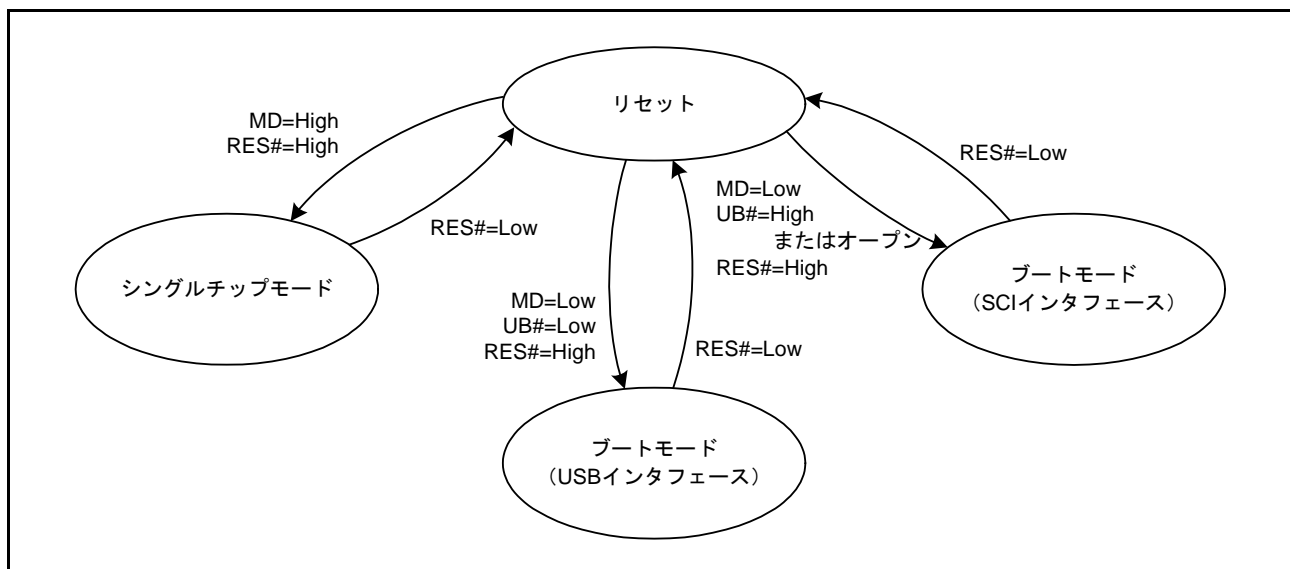 リセット
MD=High
RES#=High
RES#=Low
シングルチップモード
MD=Low
UB#=Low
RES#=High
RES#=Low
ブートモード
（USBインタフェース）
MD=Low
UB#=High
またはオープン
RES#=High
RES#=Low
ブートモード
（SCIインタフェース）